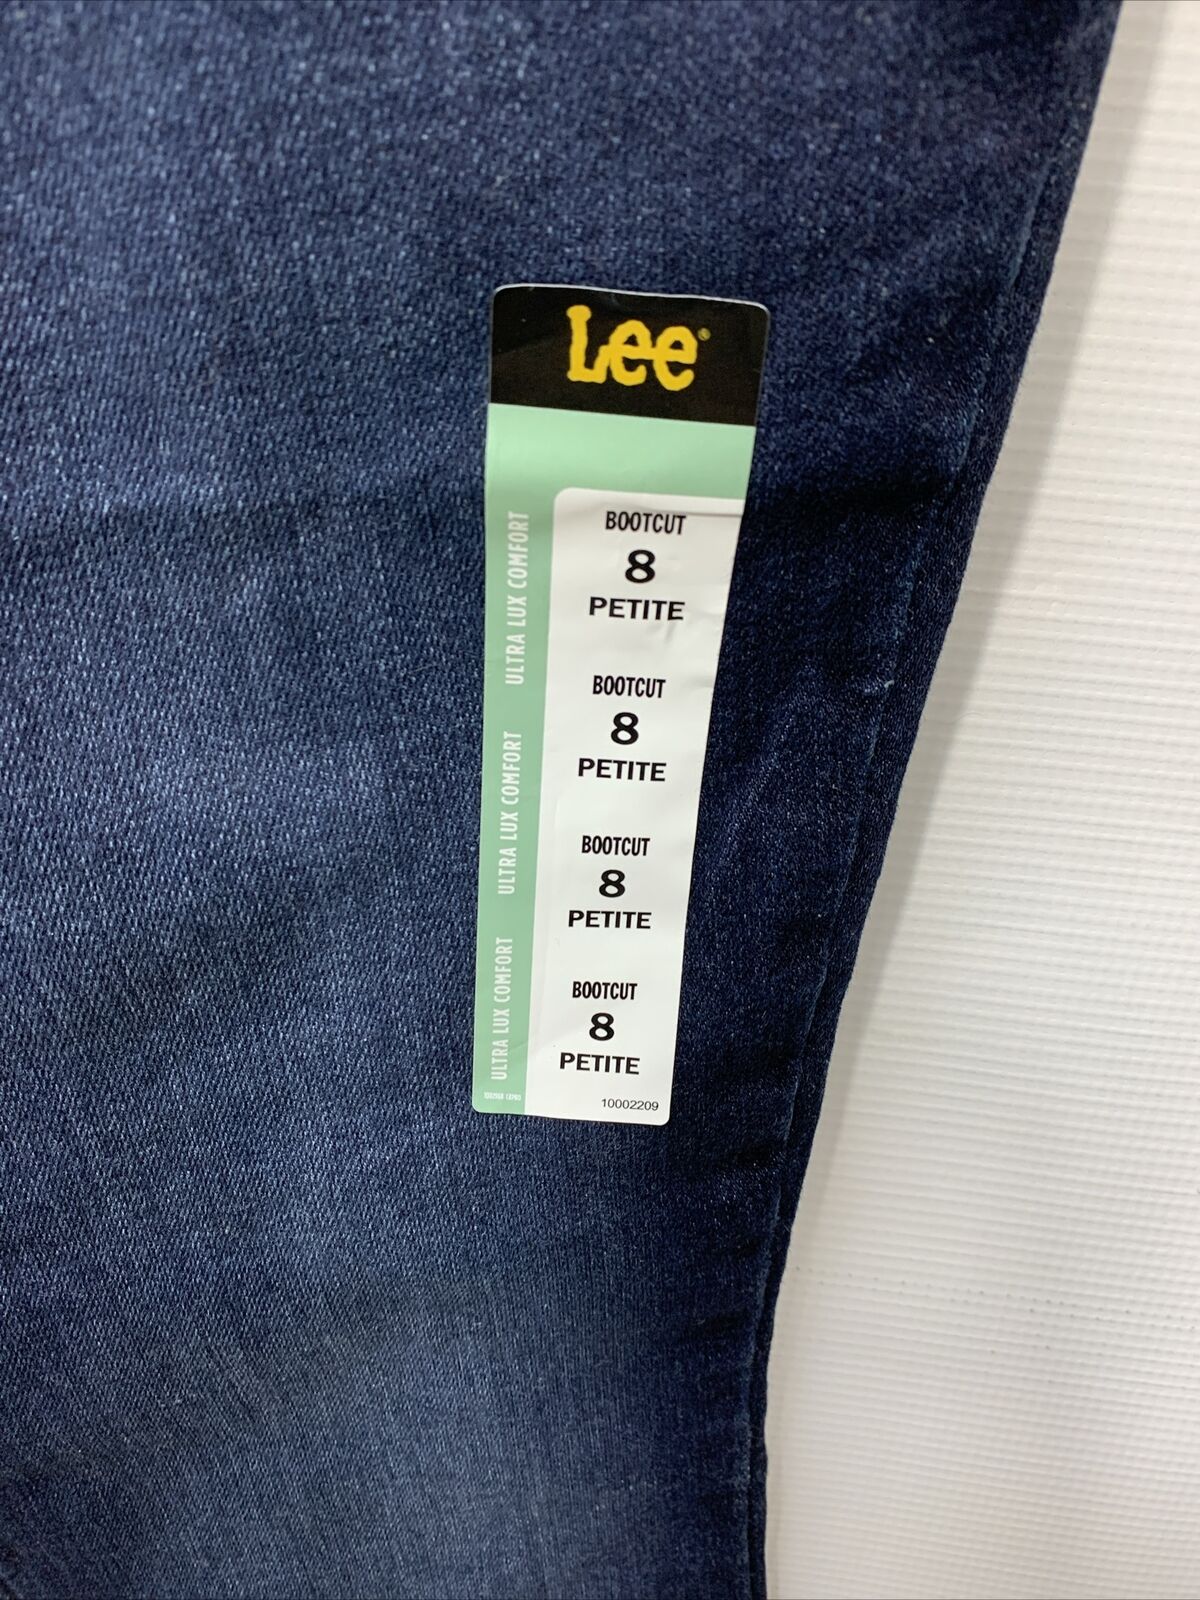 Lee®
ULTRA LUX COMFORT
ULTRA LUX COMFORT
ULTRA LUX COMFORT
BOOTCUT
8
PETITE
BOOTCUT
8
PETITE
BOOTCUT
8
PETITE
BOOTCUT
8
PETITE
10002209